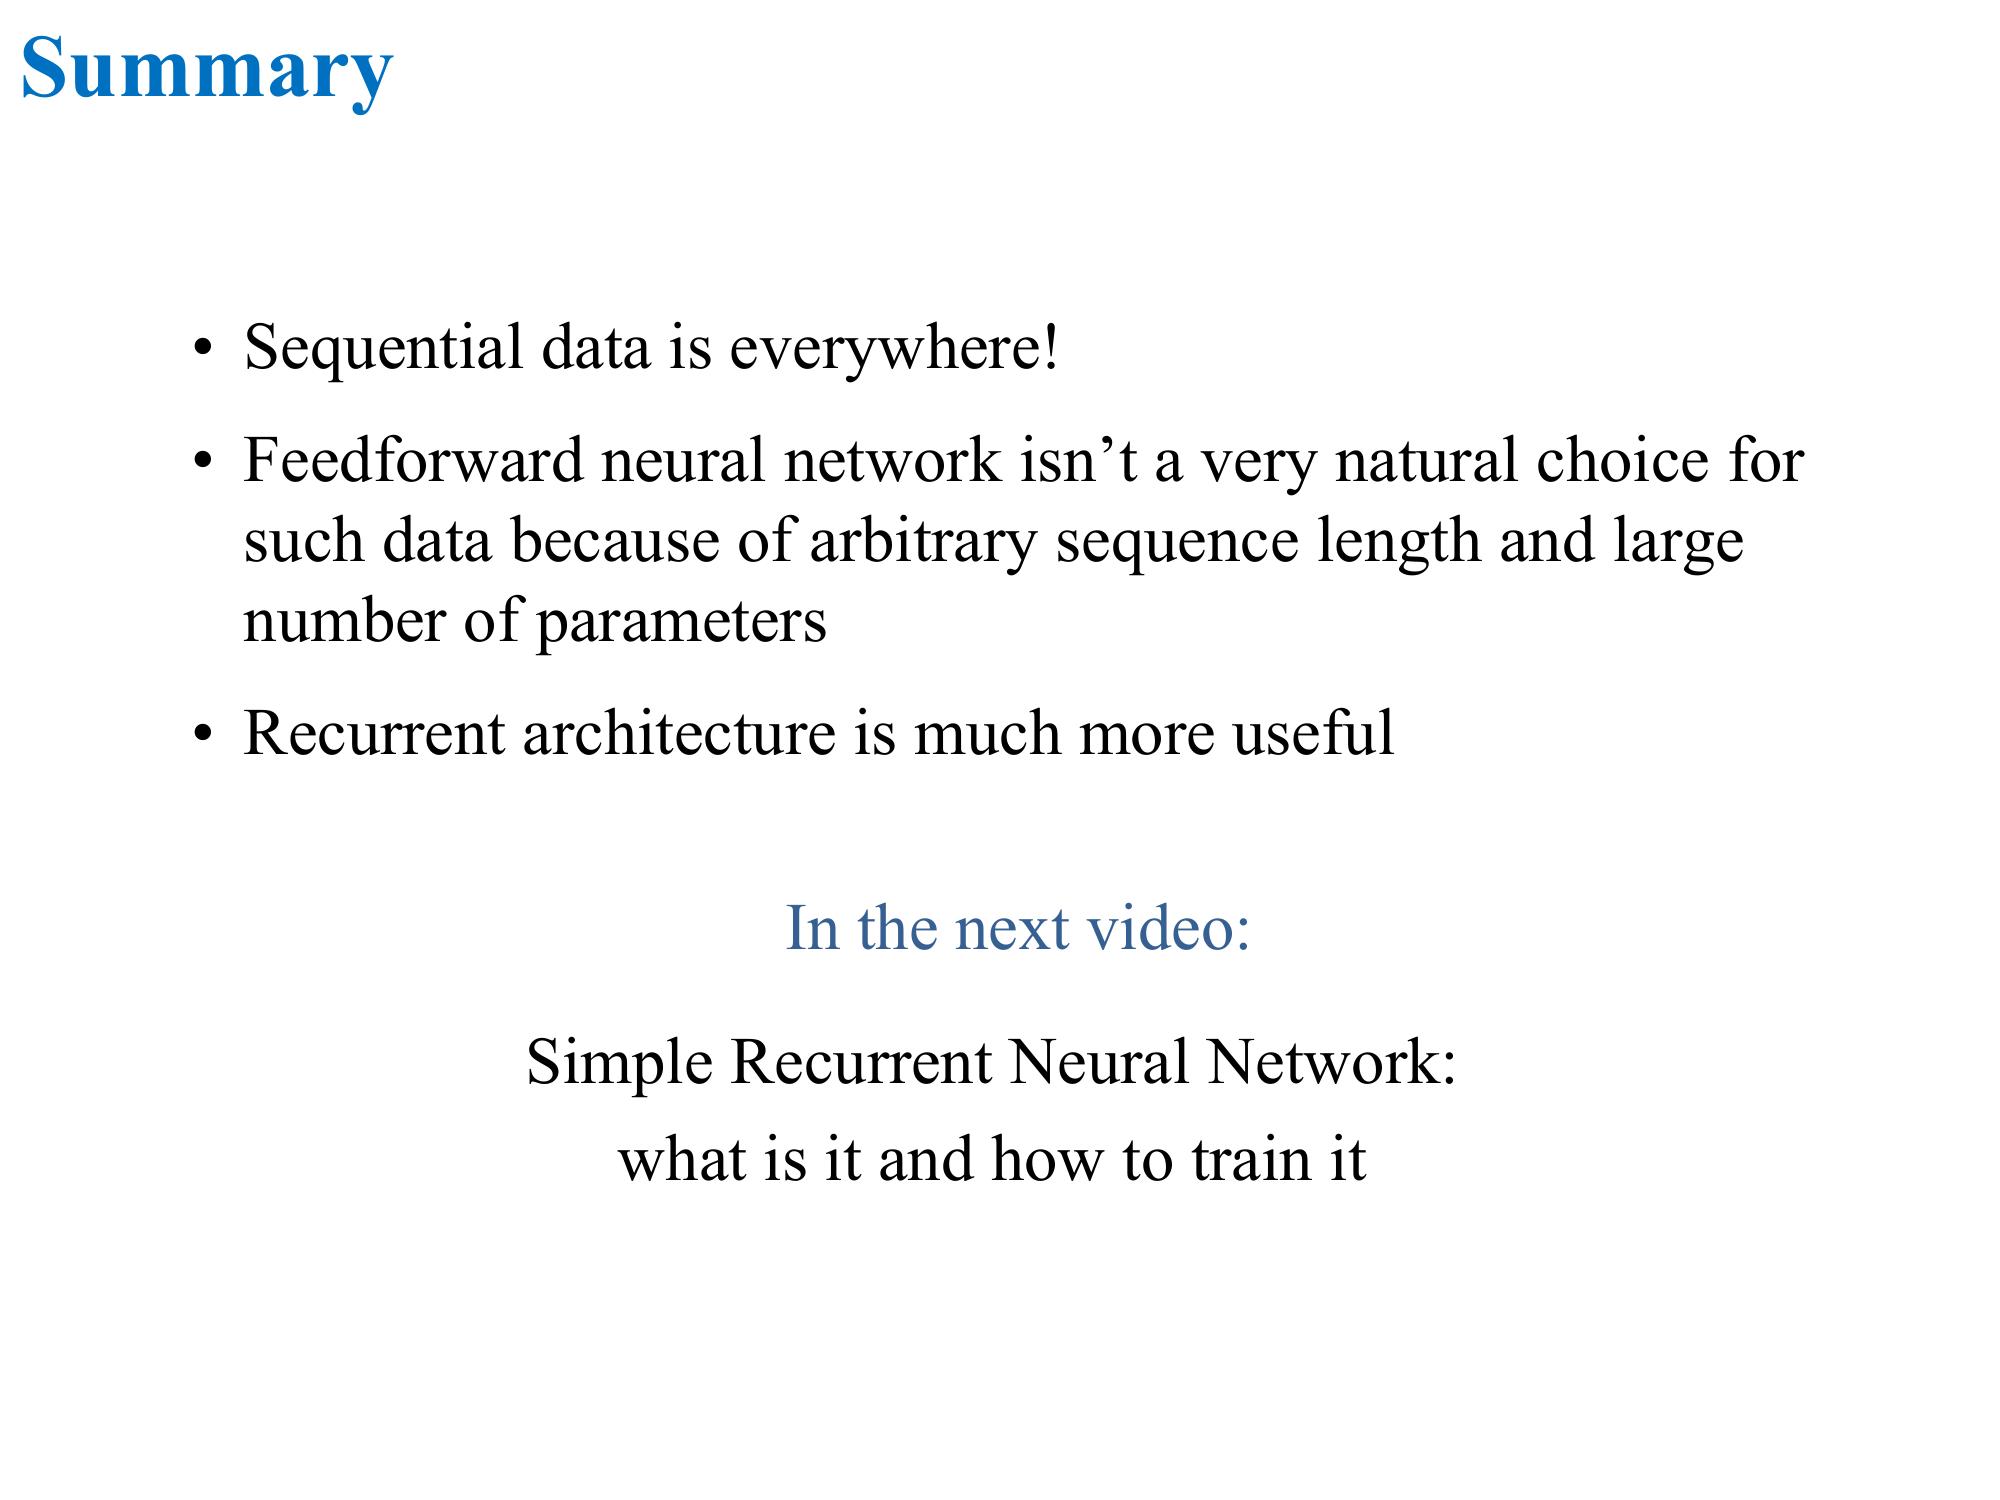 Summary
• Sequential data is everywhere!
• Feedforward neural network isn’t a very natural choice for
such data because of arbitrary sequence length and large
number of parameters
• Recurrent architecture is much more useful
In the next video:
Simple Recurrent Neural Network:
what is it and how to train it